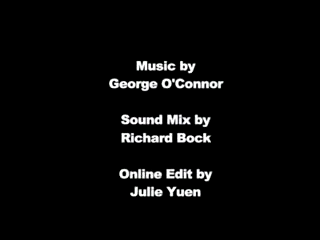 Music by
George O'Connor
Sound Mix by
Richard Bock
Online Edit by
Julie Yuen